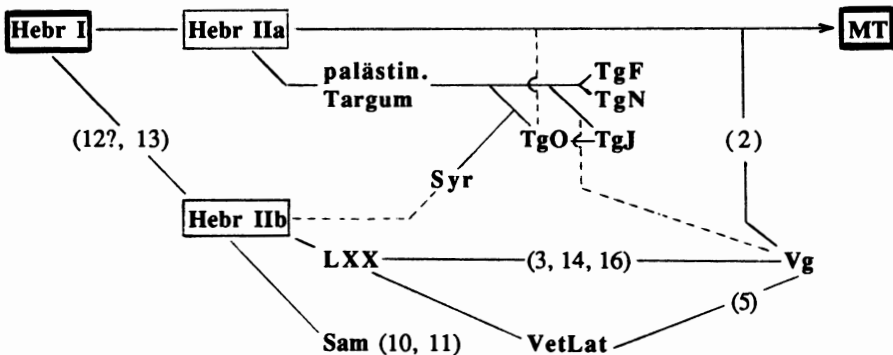 Hebr I
Hebr IIa
MT
palästin.
Targum
TgF
TgN
TgO
TgJ
(12?, 13)
(2)
Syr
Hebr IIb
LXX
(3, 14, 16)
Vg
(5)
Sam (10, 11)
VetLat